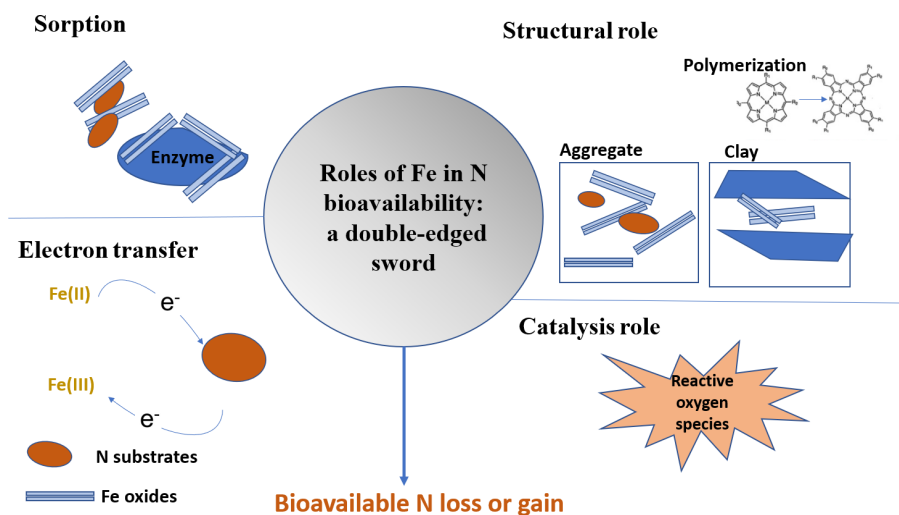 Sorption
Enzyme
Structural role
Polymerization
Aggregate
Clay
Roles of Fe in N
bioavailability:
a double-edged
sword
Electron transfer
Fe(II)
e-
Fe(III)
e-
N substrates
Fe oxides
Catalysis role
Reactive
oxygen
species
Bioavailable N loss or gain